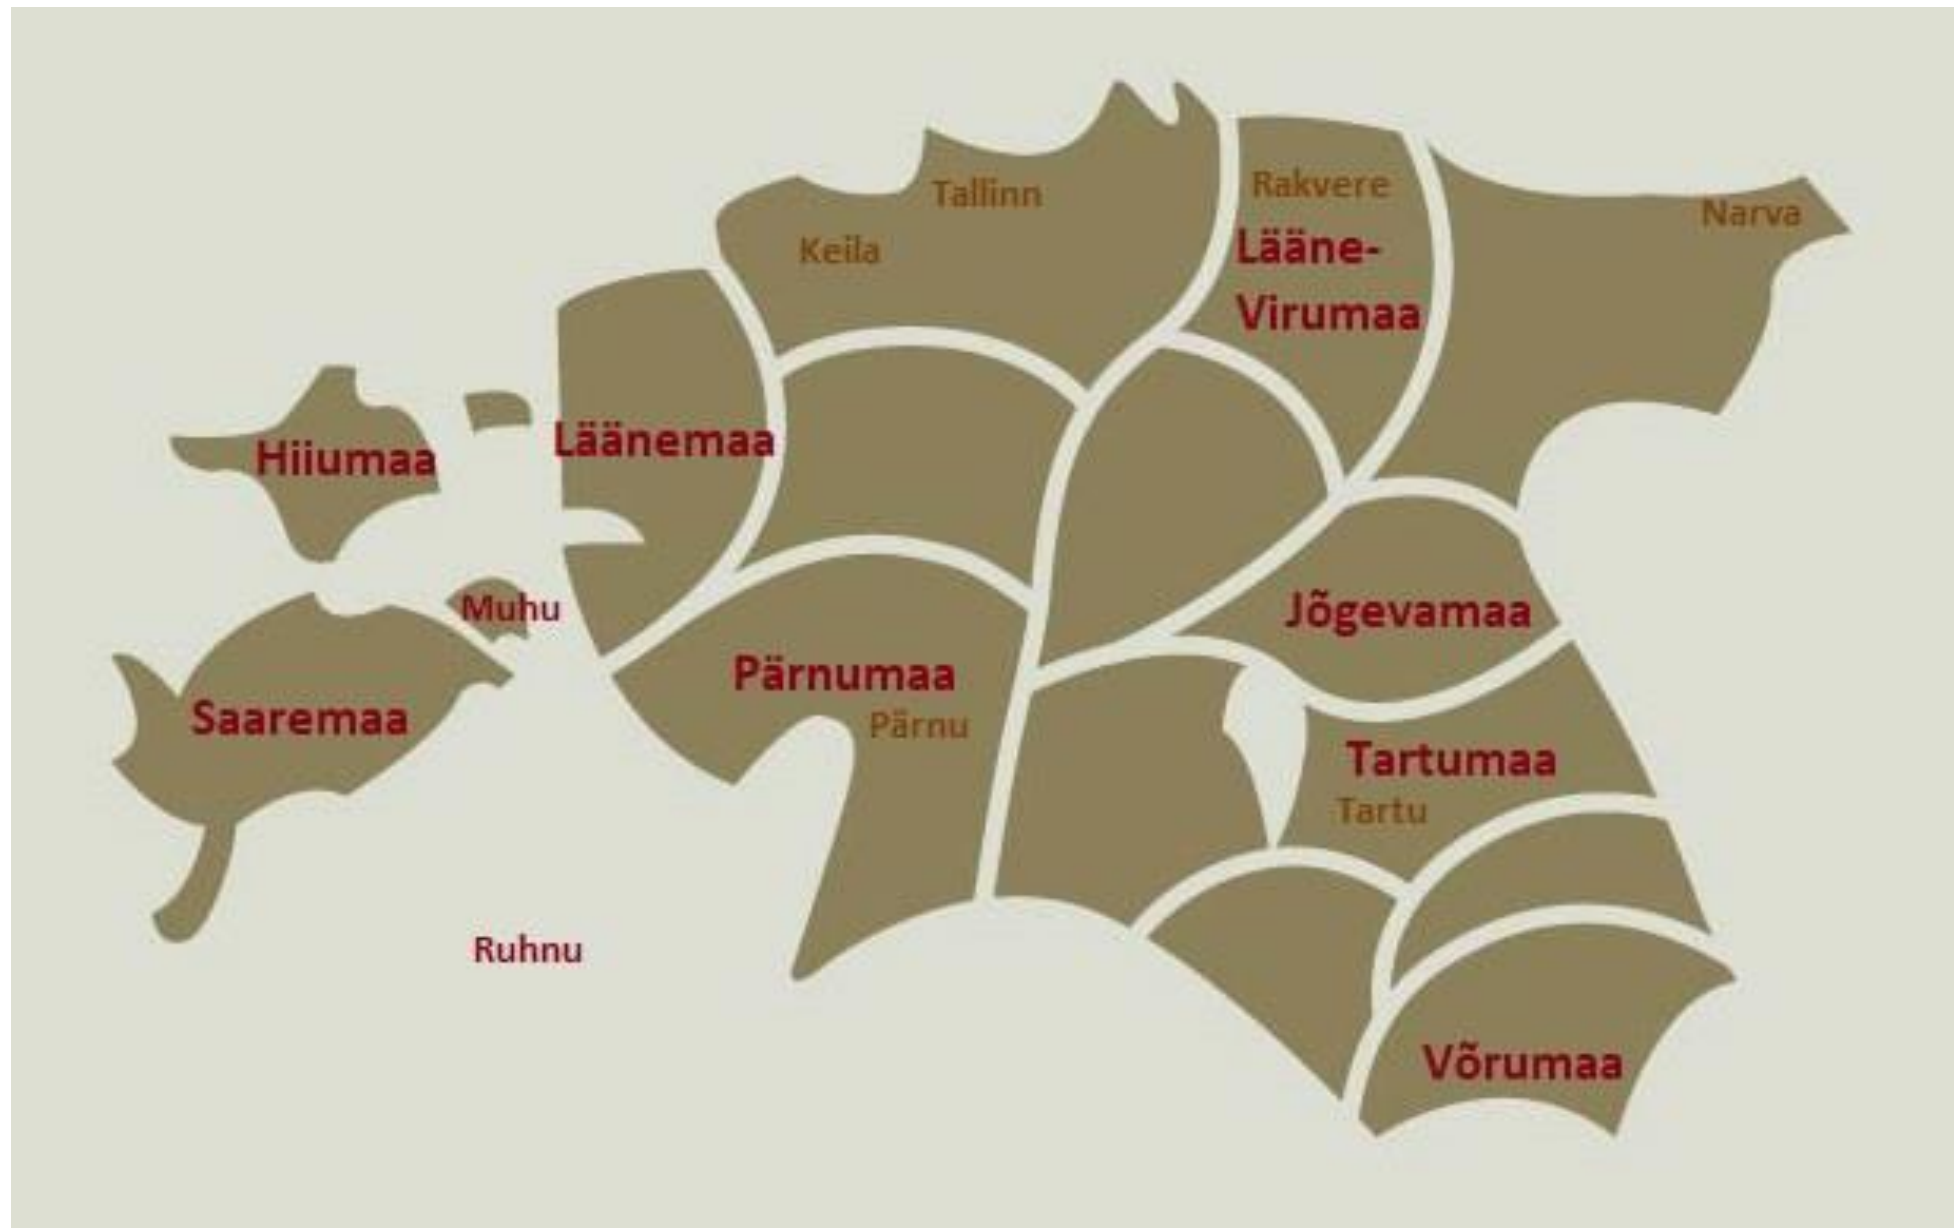 Tallinn
Rakvere
Narva
Keila
Lääne-
Virumaa
Läänemaa
Hiiumaa
Muhu
Jõgevamaa
Pärnumaa
Pärnu
Saaremaa
Tartumaa
Tartu
Ruhnu
Võrumaa